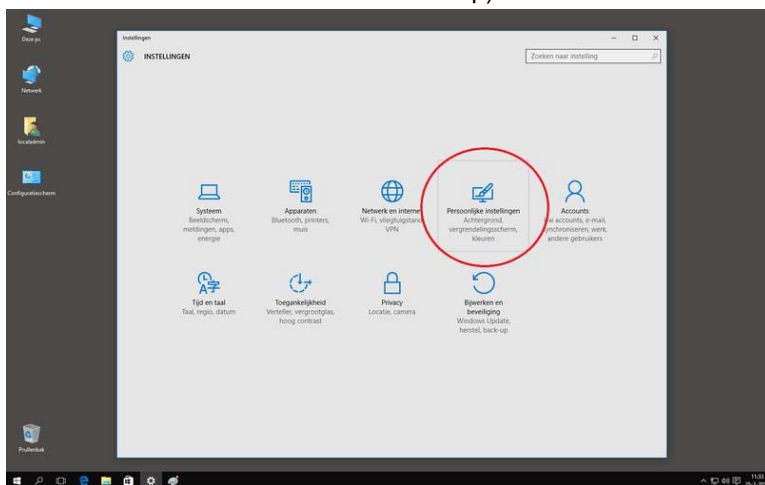 Deze pc
Netwerk
localadmin
Configuratiescherm
Prullenbak
Instellingen
INSTELLINGEN
Zoeken naar instelling
Systeem
Beeldscherm,
meldingen, apps,
energie
Apparaten
Bluetooth, printers,
muis
Netwerk en internet
Wi-Fi, vliegtuigstand,
VPN
Persoonlijke instellingen
Achtergrond,
vergrendelingsscherm,
kleuren
Accounts
Uw accounts, e-mail,
synchroniseren, werk,
andere gebruikers
Tijd en taal
Taal, regio, datum
Toegankelijkheid
Verteller, vergrootglas,
hoog contrast
Privacy
Locatie, camera
Bijwerken en
beveiliging
Windows Update,
herstel, back-up
11:33